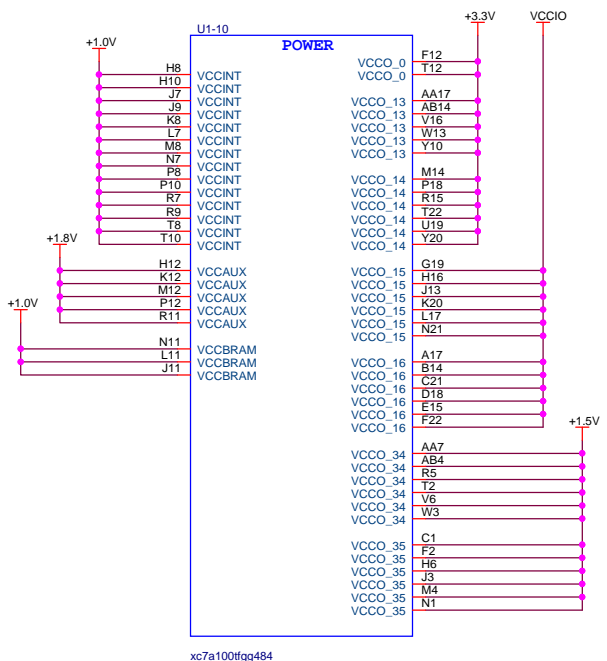 +3.3V VCCIO
U1-10
+1.0V POWER
F12 VCCO_0
T12 VCCO_0
H8 VCCINT
H10 VCCINT
J7 VCCINT
J9 VCCINT
K8 VCCINT
L7 VCCINT
M8 VCCINT
N7 VCCINT
P8 VCCINT
P10 VCCINT
R7 VCCINT
R9 VCCINT
T8 VCCINT
T10 VCCINT
AA17 VCCO_13
AB14 VCCO_13
V16 VCCO_13
W13 VCCO_13
Y10 VCCO_13
M14 VCCO_14
P18 VCCO_14
R15 VCCO_14
T22 VCCO_14
U19 VCCO_14
Y20 VCCO_14
+1.8V
H12 VCCAUX
K12 VCCAUX
M12 VCCAUX
P12 VCCAUX
R11 VCCAUX
G19 VCCO_15
H16 VCCO_15
J13 VCCO_15
K20 VCCO_15
L17 VCCO_15
N21 VCCO_15
+1.0V
N11 VCCBRAM
L11 VCCBRAM
J11 VCCBRAM
A17 VCCO_16
B14 VCCO_16
C21 VCCO_16
D18 VCCO_16
E15 VCCO_16
F22 VCCO_16
+1.5V
AA7 VCCO_34
AB4 VCCO_34
R5 VCCO_34
T2 VCCO_34
V6 VCCO_34
W3 VCCO_34
C1 VCCO_35
F2 VCCO_35
H6 VCCO_35
J3 VCCO_35
M4 VCCO_35
N1 VCCO_35
xc7a100tfgg484